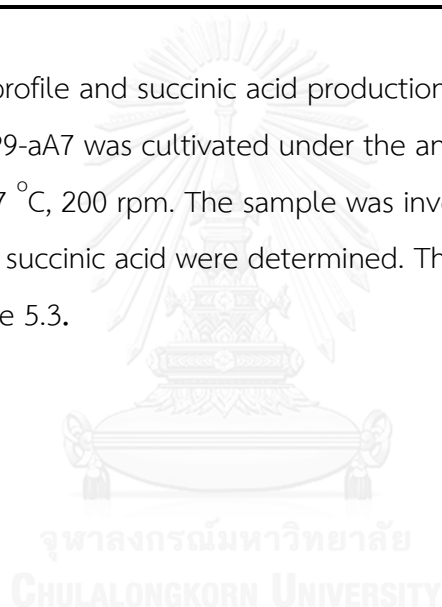 profile and succinic acid production
P9-aA7 was cultivated under the an
7 °C, 200 rpm. The sample was inve
succinic acid were determined. Th
e 5.3.
จุฬาลงกรณ์มหาวิทยาลัย
CHULALONGKORN UNIVERSITY